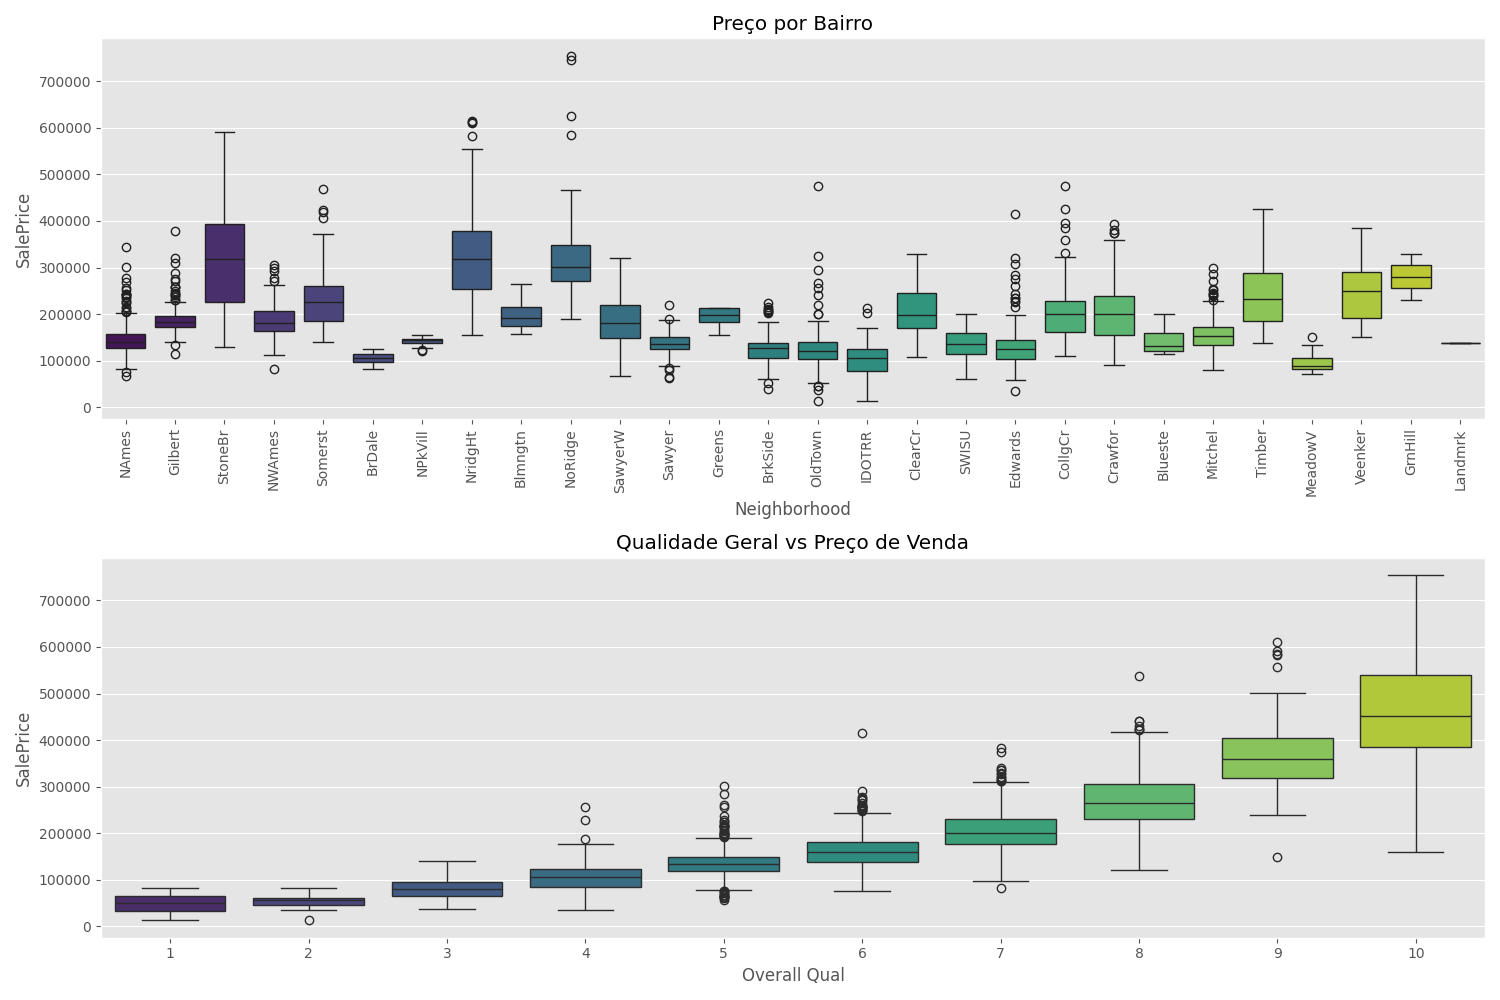 Preço por Bairro
700000
600000
500000
400000
300000
200000
100000
0
SalePrice
NAmes
Gilbert
StoneBr
NWAmes
Somerst
BrDale
NPkVill
NridgHt
Blmngtn
NoRidge
SawyerW
Sawyer
Greens
BrkSide
OldTown
IDOTRR
ClearCr
SWISU
Edwards
CollgCr
Crawfor
Blueste
Mitchel
Timber
MeadowV
Veenker
GrnHill
Landmrk
Neighborhood
Qualidade Geral vs Preço de Venda
700000
600000
500000
400000
300000
200000
100000
0
SalePrice
1 2 3 4 5 6 7 8 9 10
Overall Qual